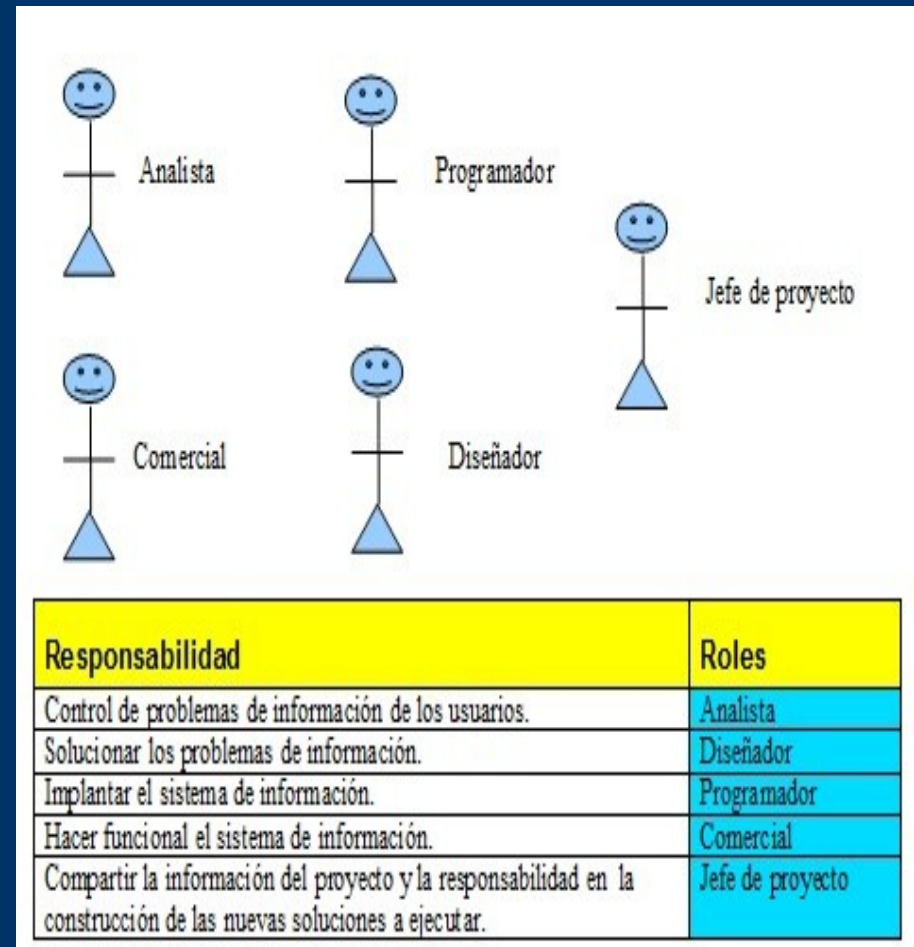 Analista
Programador
Jefe de proyecto
Comercial
Diseñador
Responsabilidad Roles
Control de problemas de información de los usuarios. Analista
Solucionar los problemas de información. Diseñador
Implantar el sistema de información. Programador
Hacer funcional el sistema de información. Comercial
Compartir la información del proyecto y la responsabilidad en la Jefe de proyecto
construcción de las nuevas soluciones a ejecutar.